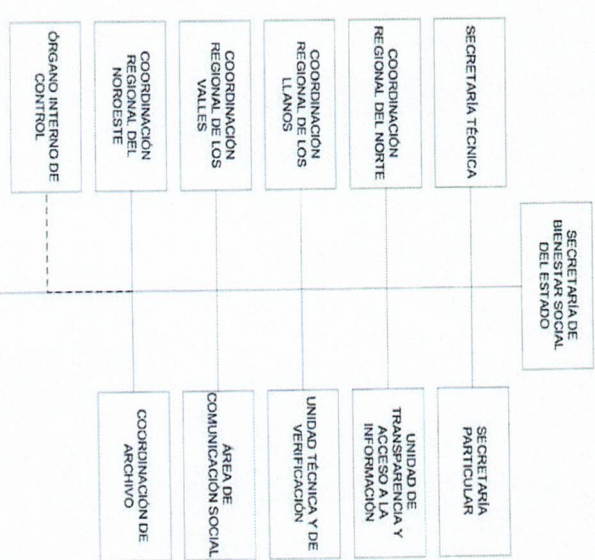 SECRETARÍA DE
BIENESTAR SOCIAL
DEL ESTADO
SECRETARÍA TÉCNICA
SECRETARÍA
PARTICULAR
COORDINACIÓN
REGIONAL DEL NORTE
UNIDAD DE
TRANSPARENCIA Y
ACCESO A LA
INFORMACIÓN
COORDINACIÓN
REGIONAL DE LOS
LLANOS
UNIDAD TÉCNICA Y DE
VERIFICACIÓN
COORDINACIÓN
REGIONAL DE LOS
VALLES
ÁREA DE
COMUNICACIÓN SOCIAL
COORDINACIÓN
REGIONAL DEL
NOROESTE
COORDINACIÓN DE
ARCHIVO
ÓRGANO INTERNO DE
CONTROL